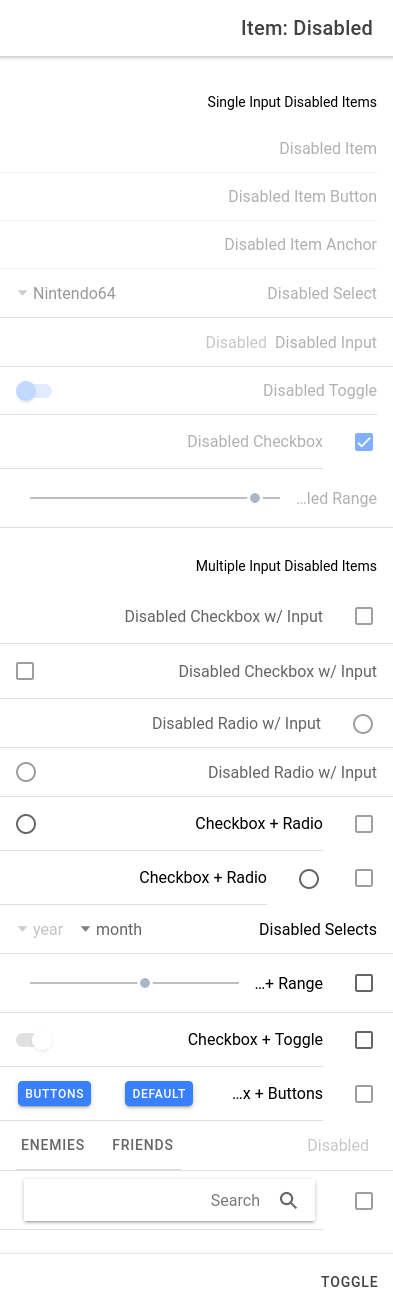 Item: Disabled
Single Input Disabled Items
Disabled Item
Disabled Item Button
Disabled Item Anchor
Disabled Select Nintendo64
Disabled Input Disabled
Disabled Toggle
Disabled Checkbox
...led Range
Multiple Input Disabled Items
Disabled Checkbox w/ Input
Disabled Checkbox w/ Input
Disabled Radio w/ Input
Disabled Radio w/ Input
Checkbox + Radio
Checkbox + Radio
Disabled Selects month year
...+ Range
Checkbox + Toggle
...x + Buttons DEFAULT BUTTONS
Disabled FRIENDS ENEMIES
Search
TOGGLE